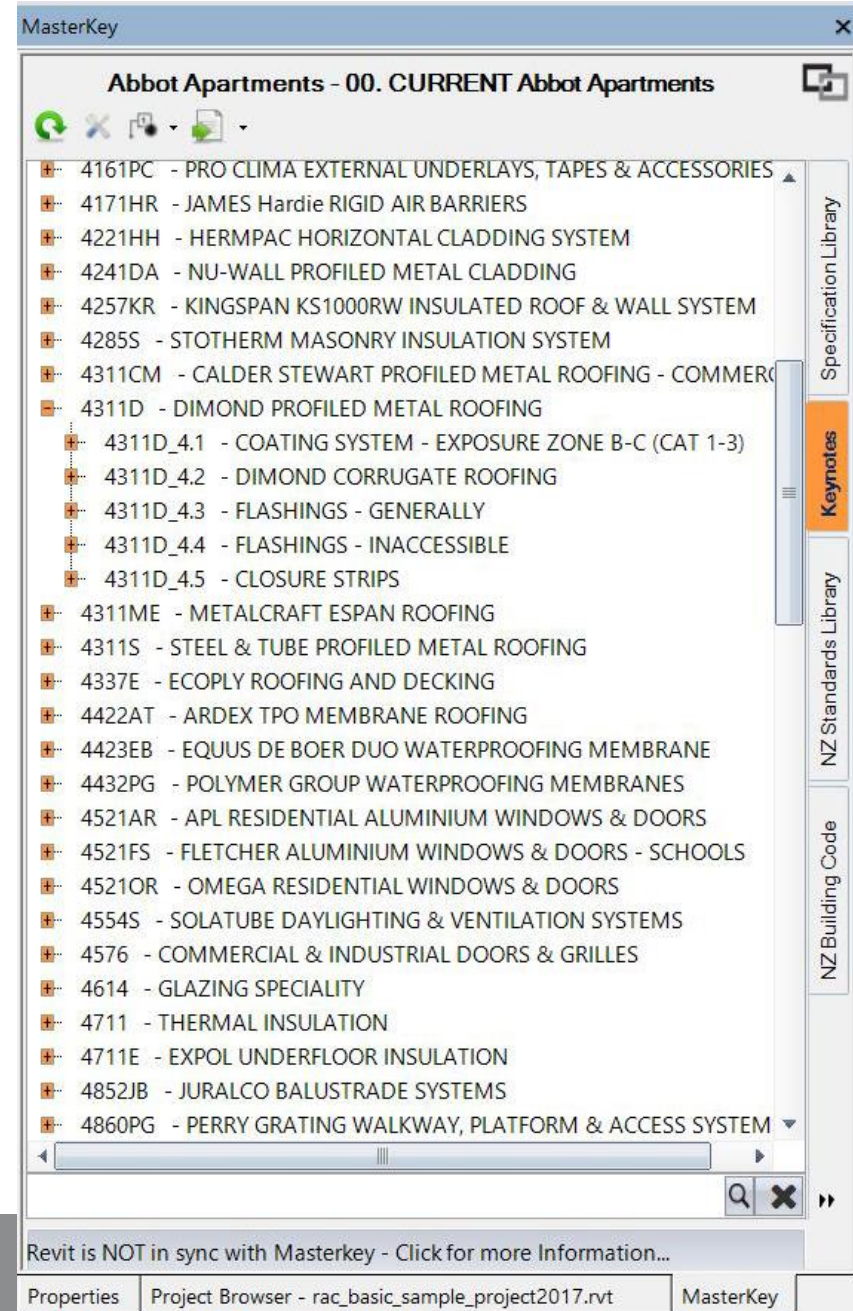 MasterKey
Abbot Apartments - 00. CURRENT Abbot Apartments
4161PC - PRO CLIMA EXTERNAL UNDERLAYS, TAPES & ACCESSORIES
4171HR - JAMES Hardie RIGID AIR BARRIERS
4221HH - HERMPAC HORIZONTAL CLADDING SYSTEM
4241DA - NU-WALL PROFILED METAL CLADDING
4257KR - KINGSPAN KS1000RW INSULATED ROOF & WALL SYSTEM
4285S - STOTHERM MASONRY INSULATION SYSTEM
4311CM - CALDER STEWART PROFILED METAL ROOFING - COMMERC
4311D - DIMOND PROFILED METAL ROOFING
4311D_4.1 - COATING SYSTEM - EXPOSURE ZONE B-C (CAT 1-3)
4311D_4.2 - DIMOND CORRUGATE ROOFING
4311D_4.3 - FLASHINGS - GENERALLY
4311D_4.4 - FLASHINGS - INACCESSIBLE
4311D_4.5 - CLOSURE STRIPS
4311ME - METALCRAFT ESPAN ROOFING
4311S - STEEL & TUBE PROFILED METAL ROOFING
4337E - ECOPLY ROOFING AND DECKING
4422AT - ARDEX TPO MEMBRANE ROOFING
4423EB - EQUUS DE BOER DUO WATERPROOFING MEMBRANE
4432PG - POLYMER GROUP WATERPROOFING MEMBRANES
4521AR - APL RESIDENTIAL ALUMINIUM WINDOWS & DOORS
4521FS - FLETCHER ALUMINIUM WINDOWS & DOORS - SCHOOLS
4521OR - OMEGA RESIDENTIAL WINDOWS & DOORS
4554S - SOLATUBE DAYLIGHTING & VENTILATION SYSTEMS
4576 - COMMERCIAL & INDUSTRIAL DOORS & GRILLES
4614 - GLAZING SPECIALITY
4711 - THERMAL INSULATION
4711E - EXPOL UNDERFLOOR INSULATION
4852JB - JURALCO BALUSTRADE SYSTEMS
4860PG - PERRY GRATING WALKWAY, PLATFORM & ACCESS SYSTEM
Specification Library
Keynotes
NZ Standards Library
NZ Building Code
Revit is NOT in sync with Masterkey - Click for more Information...
Properties
Project Browser - rac_basic_sample_project2017.rvt
MasterKey